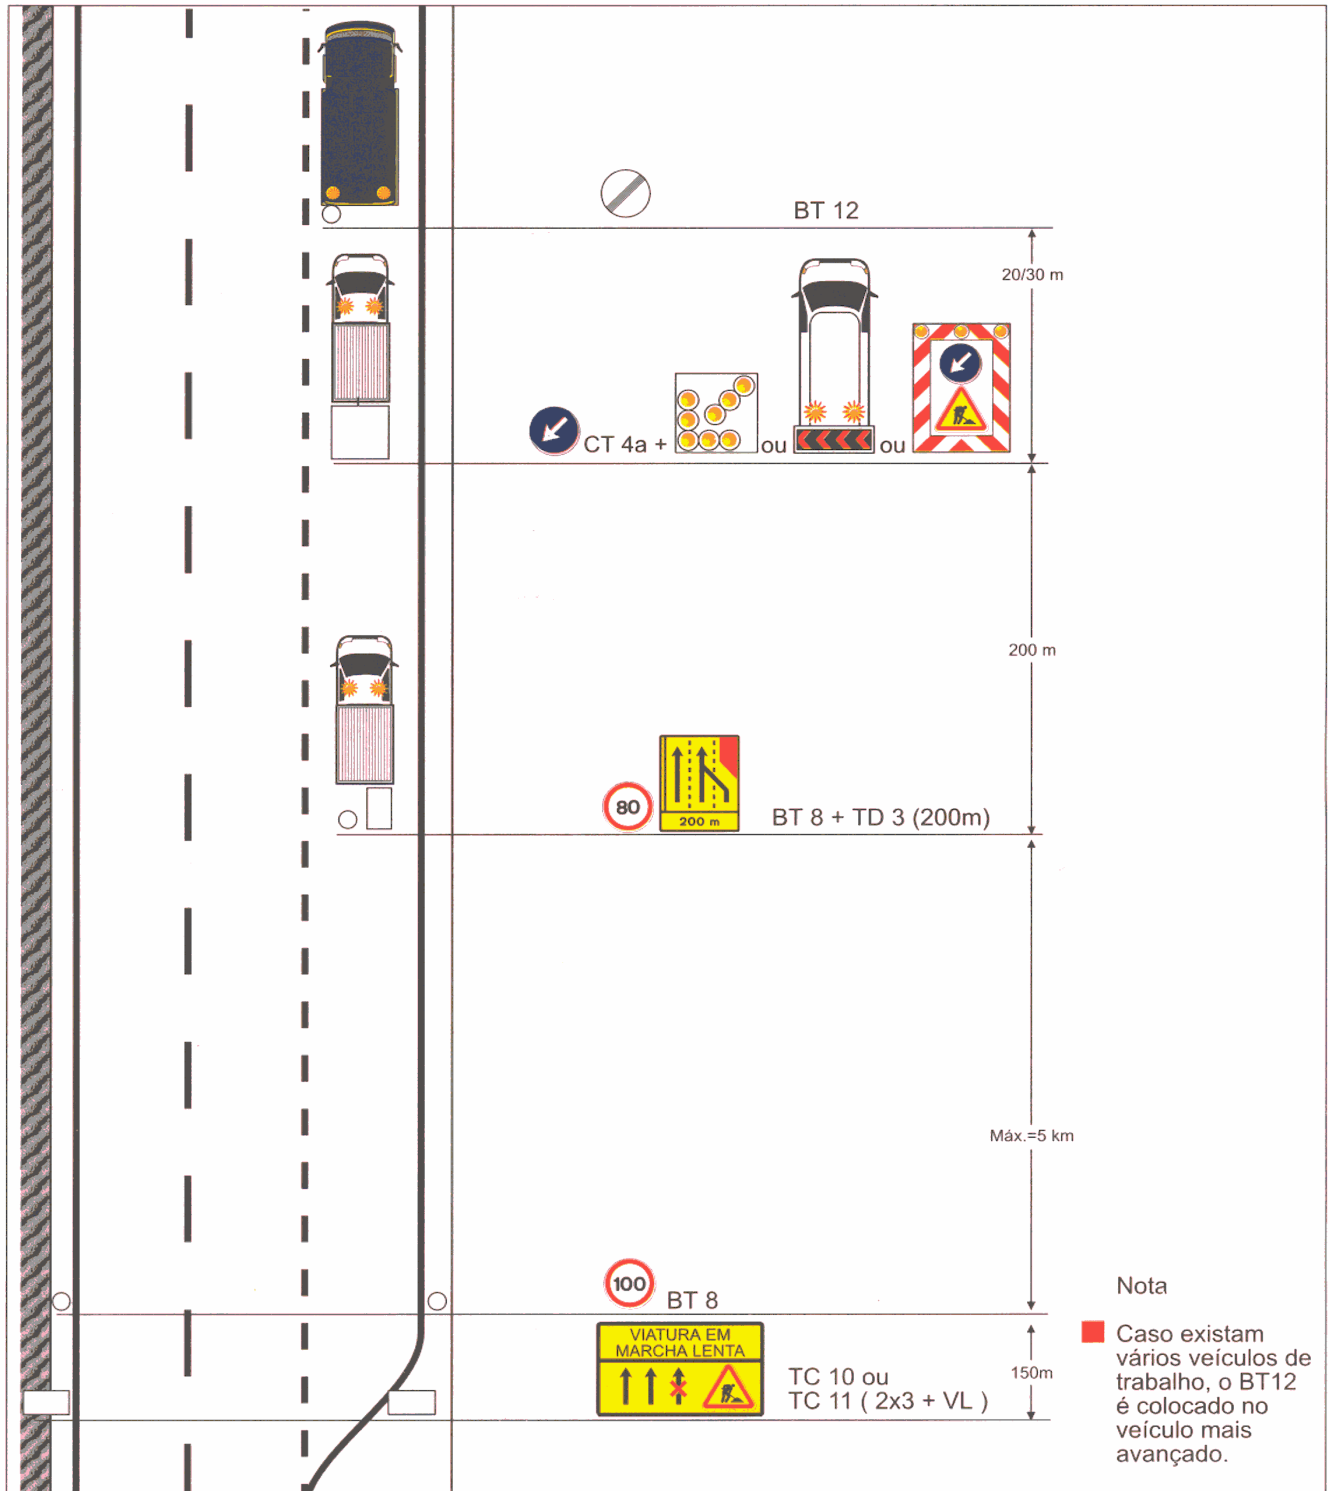 BT 12
20/30 m
CT 4a + ou ou
200 m
80
200 m
BT 8 + TD 3 (200m)
Máx.=5 km
100
BT 8
VIATURA EM
MARCHA LENTA
TC 10 ou
TC 11 ( 2x3 + VL )
150m
Nota
Caso existam
vários veículos de
trabalho, o BT12
é colocado no
veículo mais
avançado.